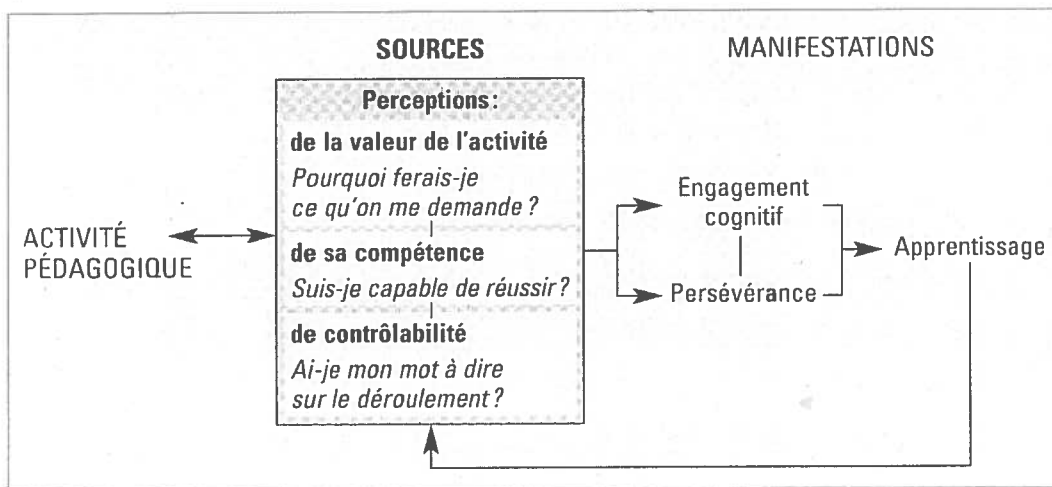 SOURCES
MANIFESTATIONS
Perceptions:
de la valeur de l'activité
Pourquoi ferais-je
ce qu'on me demande ?
de sa compétence
Suis-je capable de réussir ?
de contrôlabilité
Ai-je mon mot à dire
sur le déroulement ?
ACTIVITÉ
PÉDAGOGIQUE
Engagement
cognitif
Persévérance
Apprentissage